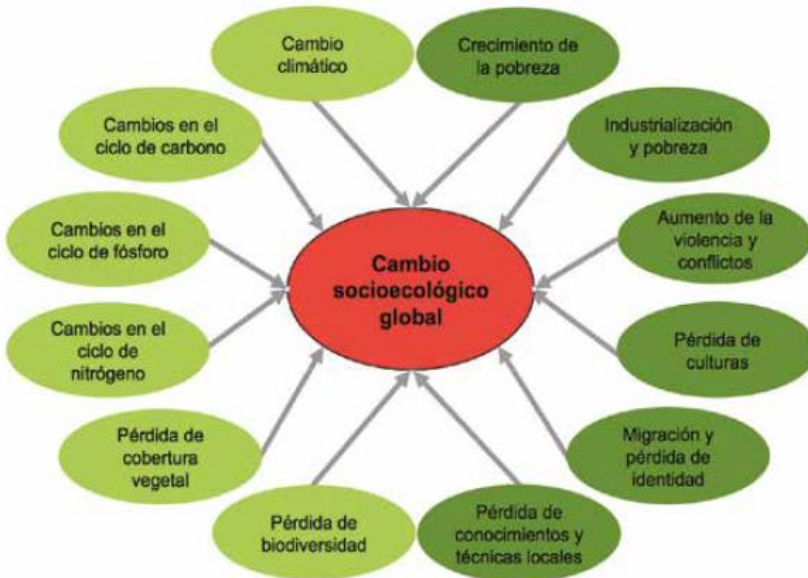 Cambio
climático
Crecimiento de
la pobreza
Cambios en el
ciclo de carbono
Industrialización
y pobreza
Cambios en el
ciclo de fósforo
Aumento de la
violencia y
conflictos
Cambio
socioecológico
global
Cambios en el
ciclo de
nitrógeno
Pérdida de
culturas
Pérdida de
cobertura
vegetal
Migración y
pérdida de
identidad
Pérdida de
biodiversidad
Pérdida de
conocimientos y
técnicas locales